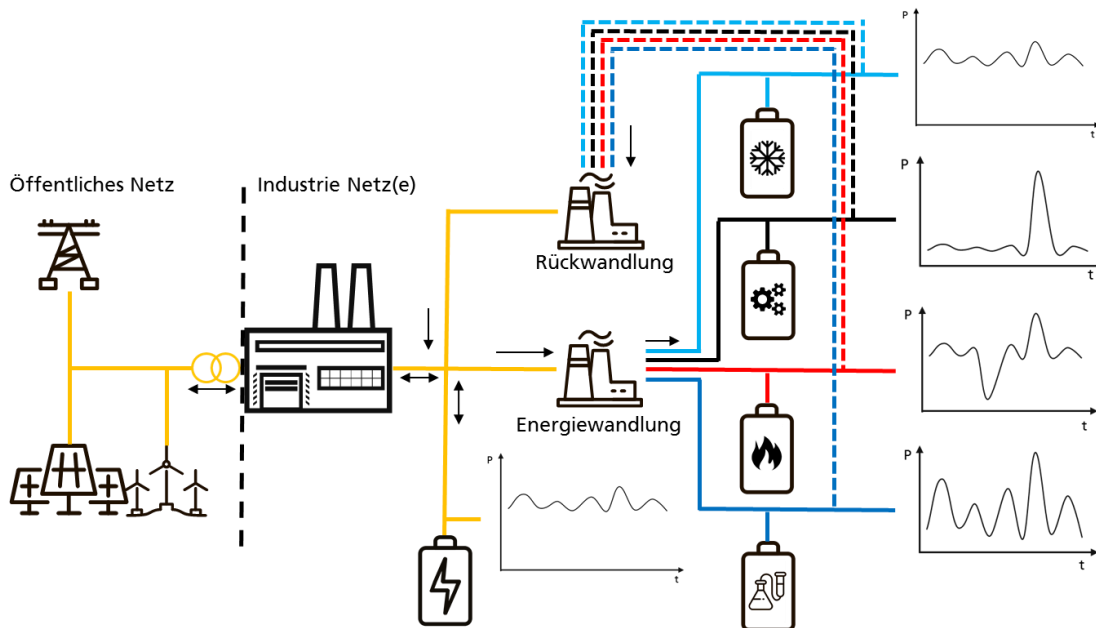 Öffentliches Netz
Industrie Netz(e)
Rückwandlung
Energiewandlung
P
t
P
t
P
t
P
t
P
t